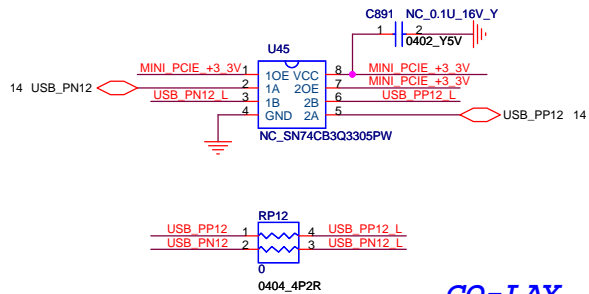 C891 NC_0.1U_16V_Y
1 2
0402_Y5V
U45
MINI_PCIE_+3_3V 1 1OE VCC 8 MINI_PCIE_+3_3V
14 USB_PN12 2 1A 2OE 7 MINI_PCIE_+3_3V
USB_PN12_L 3 1B 2B 6 USB_PP12_L
4 GND 2A 5 USB_PP12 14
NC_SN74CB3Q3305PW
RP12
USB_PP12 1 4 USB_PP12_L
USB_PN12 2 3 USB_PN12_L
0
0404_4P2R
CO-LAY